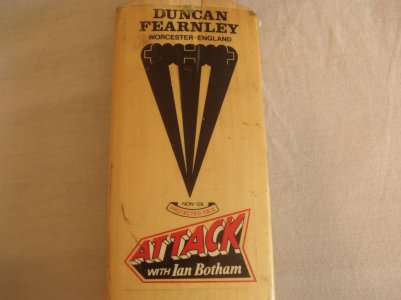 DUNCAN
FEARNLEY
WORCESTER-ENGLAND
NON-OIL
PROTECTED FACE
ATTACK
WITH Ian Botham